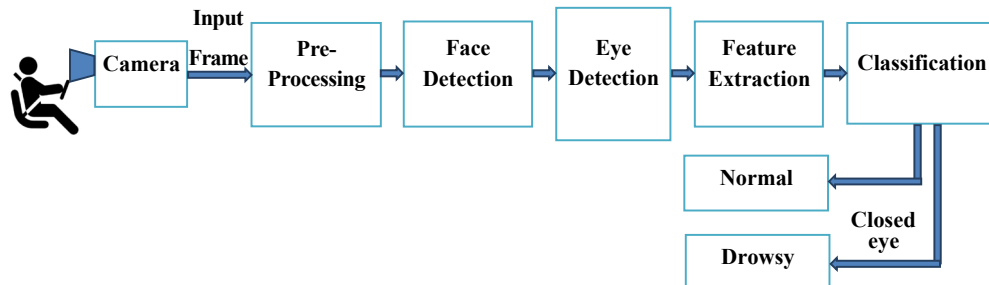 Input
Frame
Camera
Pre-
Processing
Face
Detection
Eye
Detection
Feature
Extraction
Classification
Normal
Closed
eye
Drowsy